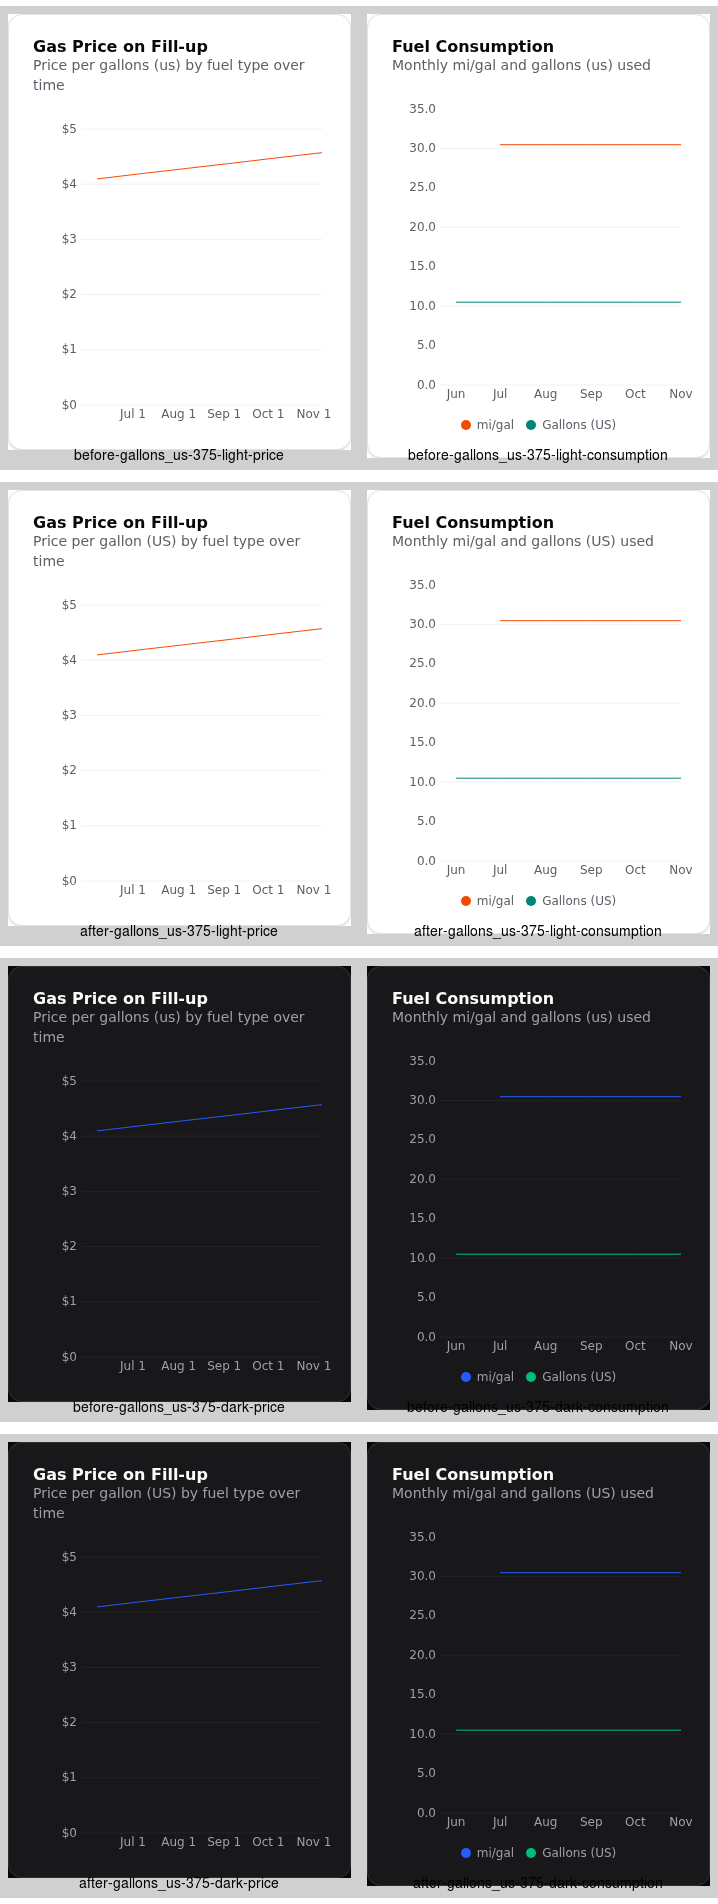 Gas Price on Fill-up
Price per gallons (us) by fuel type over
time
$5
$4
$3
$2
$1
$0
Jul 1 Aug 1 Sep 1 Oct 1 Nov 1
before-gallons_us-375-light-price
Fuel Consumption
Monthly mi/gal and gallons (us) used
35.0
30.0
25.0
20.0
15.0
10.0
5.0
0.0
Jun Jul Aug Sep Oct Nov
mi/gal Gallons (US)
before-gallons_us-375-light-consumption
Gas Price on Fill-up
Price per gallon (US) by fuel type over
time
$5
$4
$3
$2
$1
$0
Jul 1 Aug 1 Sep 1 Oct 1 Nov 1
after-gallons_us-375-light-price
Fuel Consumption
Monthly mi/gal and gallons (US) used
35.0
30.0
25.0
20.0
15.0
10.0
5.0
0.0
Jun Jul Aug Sep Oct Nov
mi/gal Gallons (US)
after-gallons_us-375-light-consumption
Gas Price on Fill-up
Price per gallons (us) by fuel type over
time
$5
$4
$3
$2
$1
$0
Jul 1 Aug 1 Sep 1 Oct 1 Nov 1
before-gallons_us-375-dark-price
Fuel Consumption
Monthly mi/gal and gallons (us) used
35.0
30.0
25.0
20.0
15.0
10.0
5.0
0.0
Jun Jul Aug Sep Oct Nov
mi/gal Gallons (US)
before-gallons_us-375-dark-consumption
Gas Price on Fill-up
Price per gallon (US) by fuel type over
time
$5
$4
$3
$2
$1
$0
Jul 1 Aug 1 Sep 1 Oct 1 Nov 1
after-gallons_us-375-dark-price
Fuel Consumption
Monthly mi/gal and gallons (US) used
35.0
30.0
25.0
20.0
15.0
10.0
5.0
0.0
Jun Jul Aug Sep Oct Nov
mi/gal Gallons (US)
after-gallons_us-375-dark-consumption